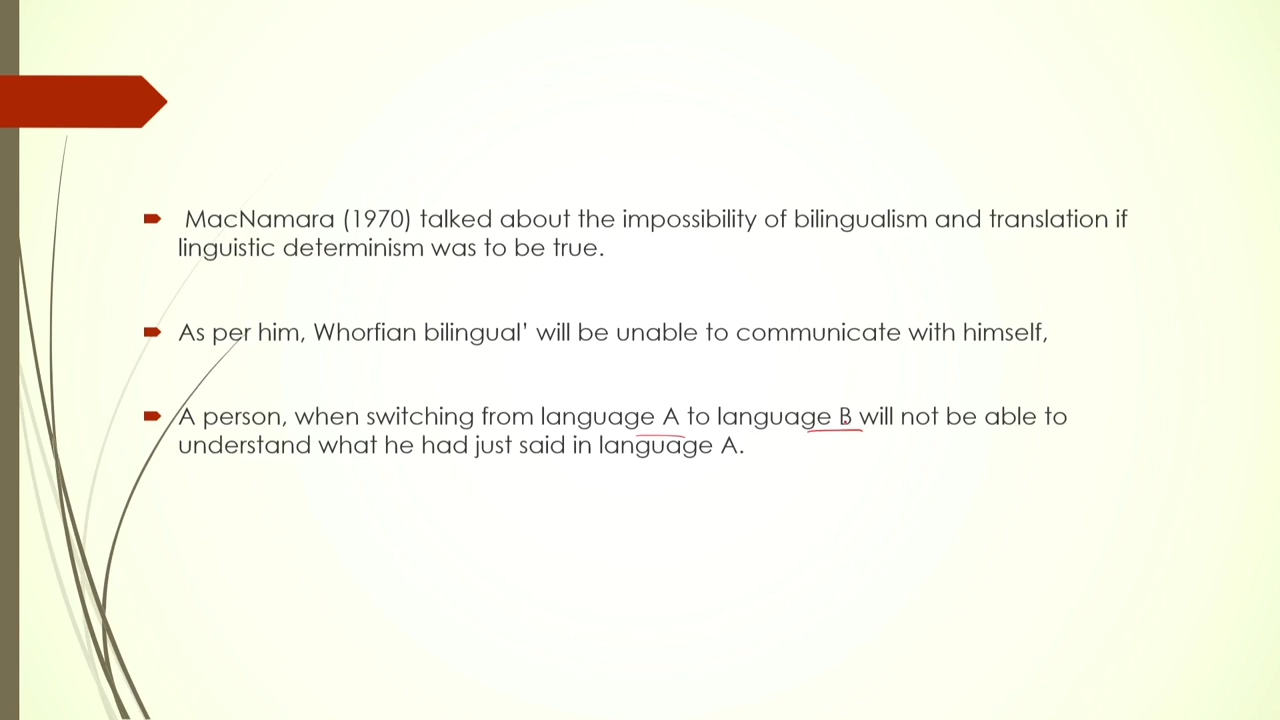 MacNamara (1970) talked about the impossibility of bilingualism and translation if
linguistic determinism was to be true.
As per him, Whorfian bilingual' will be unable to communicate with himself,
A person, when switching from language A to language B will not be able to
understand what he had just said in language A.